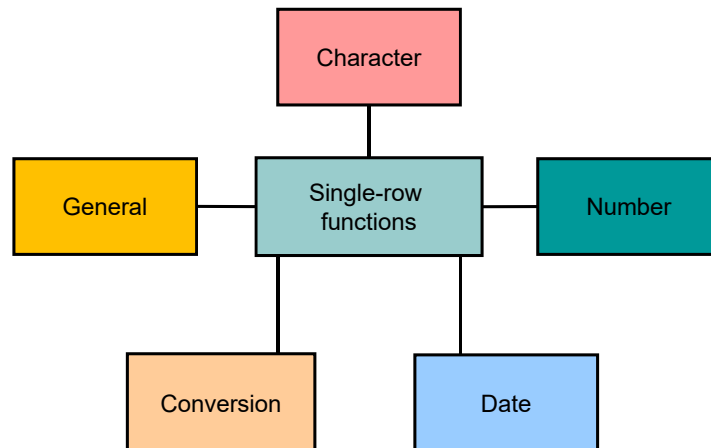 Character
General
Single-row
functions
Number
Conversion
Date